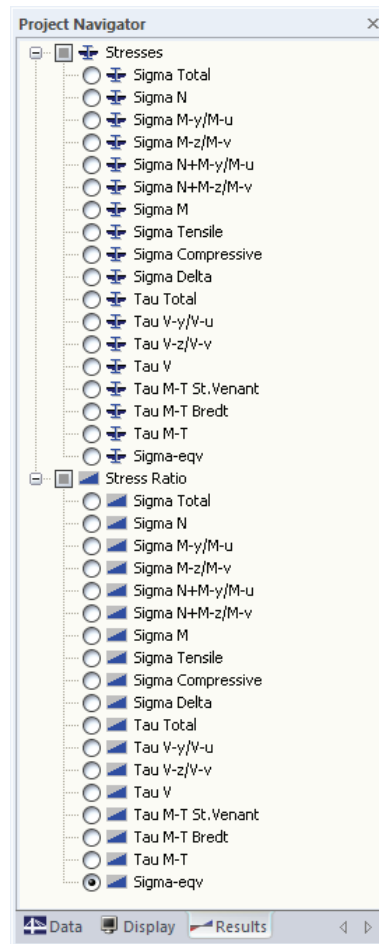 Project Navigator
Stresses
Sigma Total
Sigma N
Sigma M-y/M-u
Sigma M-z/M-v
Sigma N+M-y/M-u
Sigma N+M-z/M-v
Sigma M
Sigma Tensile
Sigma Compressive
Sigma Delta
Tau Total
Tau V-y/V-u
Tau V-z/V-v
Tau V
Tau M-T St.Venant
Tau M-T Bredt
Tau M-T
Sigma-eqv
Stress Ratio
Sigma Total
Sigma N
Sigma M-y/M-u
Sigma M-z/M-v
Sigma N+M-y/M-u
Sigma N+M-z/M-v
Sigma M
Sigma Tensile
Sigma Compressive
Sigma Delta
Tau Total
Tau V-y/V-u
Tau V-z/V-v
Tau V
Tau M-T St.Venant
Tau M-T Bredt
Tau M-T
Sigma-eqv
Data Display Results